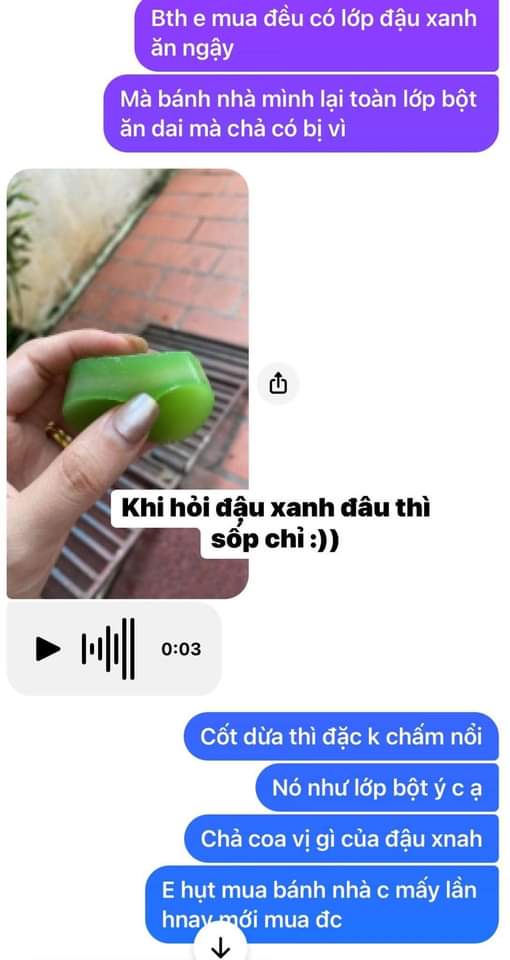 Bth e mua đều có lớp đậu xanh
ăn ngậy
Mà bánh nhà mình lại toàn lớp bột
ăn dai mà chả có bị vì
Khi hỏi đậu xanh đâu thì
sốp chỉ :))
0:03
Cốt dừa thì đặc k chấm nổi
Nó như lớp bột ý c ạ
Chả coa vị gì của đậu xnah
E hụt mua bánh nhà c mấy lần
hnay mới mua đc